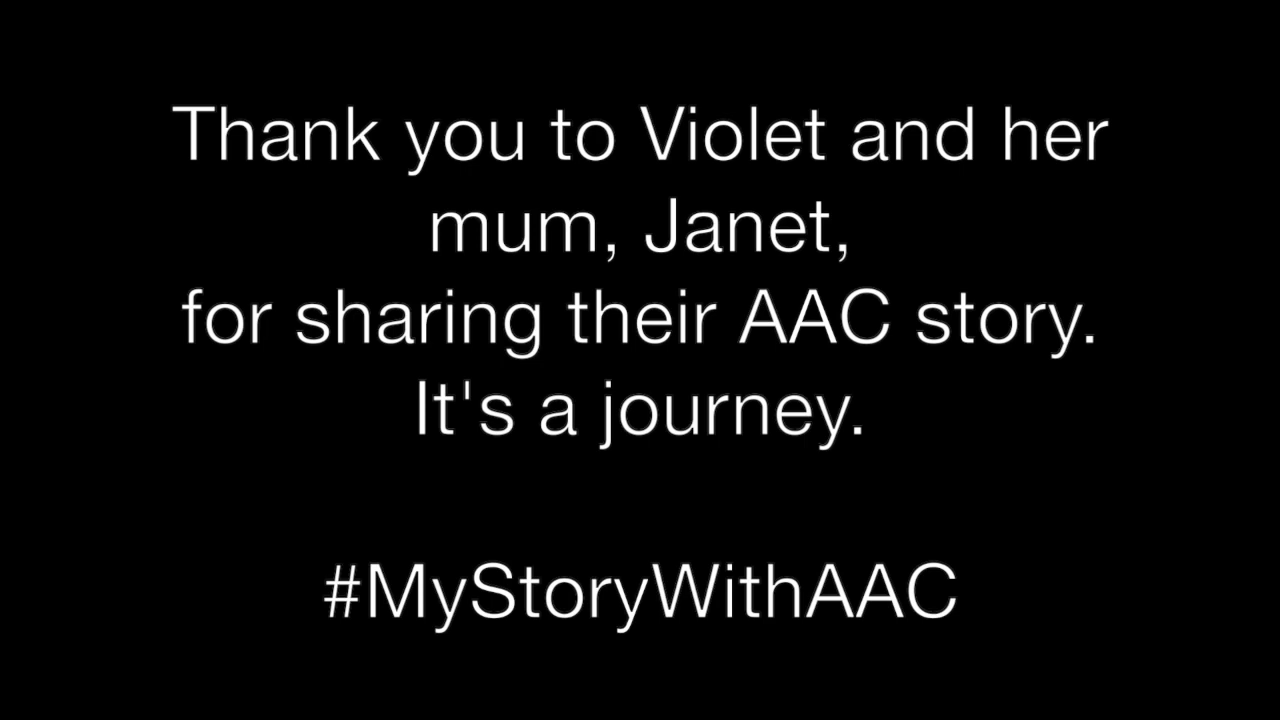 Thank you to Violet and her
mum, Janet,
for sharing their AAC story.
It's a journey.
#MyStoryWithAAC